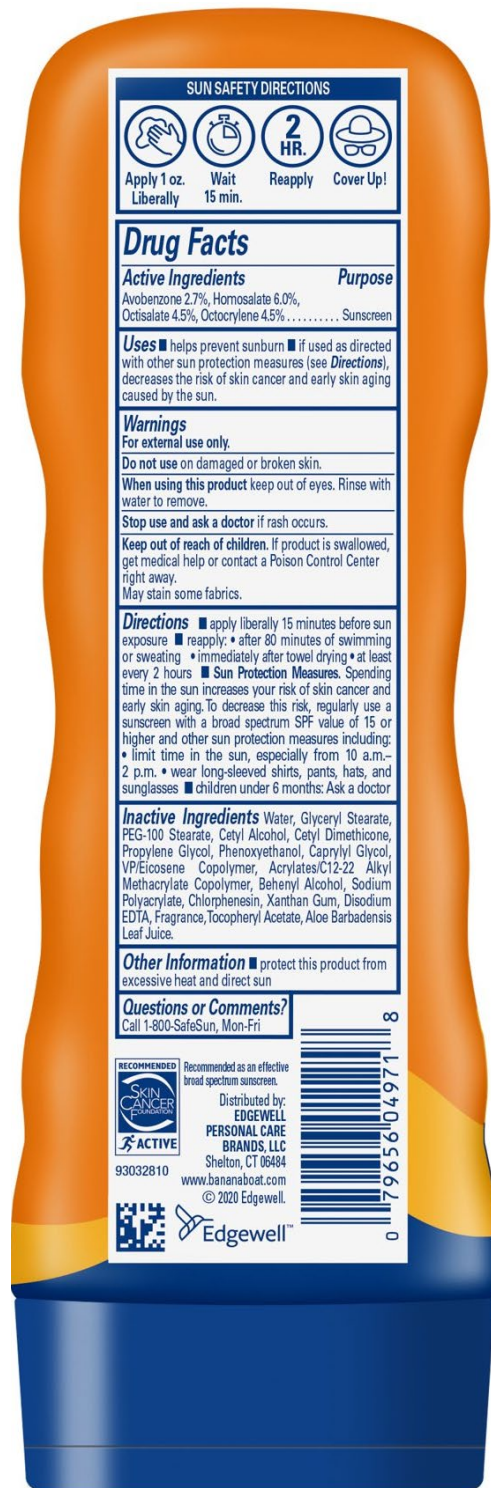 SUN SAFETY DIRECTIONS
2
HR.
Apply 1 oz.
Liberally
Wait
15 min.
Reapply
Cover Up!
Drug Facts
Active Ingredients Purpose
Avobenzone 2.7%, Homosalate 6.0%,
Octisalate 4.5%, Octocrylene 4.5% . . . . . . . . . . Sunscreen
Uses ■ helps prevent sunburn ■ if used as directed
with other sun protection measures (see Directions),
decreases the risk of skin cancer and early skin aging
caused by the sun.
Warnings
For external use only.
Do not use on damaged or broken skin.
When using this product keep out of eyes. Rinse with
water to remove.
Stop use and ask a doctor if rash occurs.
Keep out of reach of children. If product is swallowed,
get medical help or contact a Poison Control Center
right away.
May stain some fabrics.
Directions ■ apply liberally 15 minutes before sun
exposure ■ reapply: • after 80 minutes of swimming
or sweating • immediately after towel drying • at least
every 2 hours ■ Sun Protection Measures. Spending
time in the sun increases your risk of skin cancer and
early skin aging. To decrease this risk, regularly use a
sunscreen with a broad spectrum SPF value of 15 or
higher and other sun protection measures including:
• limit time in the sun, especially from 10 a.m.–
2 p.m. • wear long-sleeved shirts, pants, hats, and
sunglasses ■ children under 6 months: Ask a doctor
Inactive Ingredients Water, Glyceryl Stearate,
PEG-100 Stearate, Cetyl Alcohol, Cetyl Dimethicone,
Propylene Glycol, Phenoxyethanol, Caprylyl Glycol,
VP/Eicosene Copolymer, Acrylates/C12-22 Alkyl
Methacrylate Copolymer, Behenyl Alcohol, Sodium
Polyacrylate, Chlorphenesin, Xanthan Gum, Disodium
EDTA, Fragrance, Tocopheryl Acetate, Aloe Barbadensis
Leaf Juice.
Other Information ■ protect this product from
excessive heat and direct sun
Questions or Comments?
Call 1-800-SafeSun, Mon-Fri
RECOMMENDED
SKIN
CANCER
FOUNDATION
ACTIVE
93032810
Recommended as an effective
broad spectrum sunscreen.
Distributed by:
EDGEWELL
PERSONAL CARE
BRANDS, LLC
Shelton, CT 06484
www.bananaboat.com
© 2020 Edgewell.
Edgewell™
0 79656 04971 8